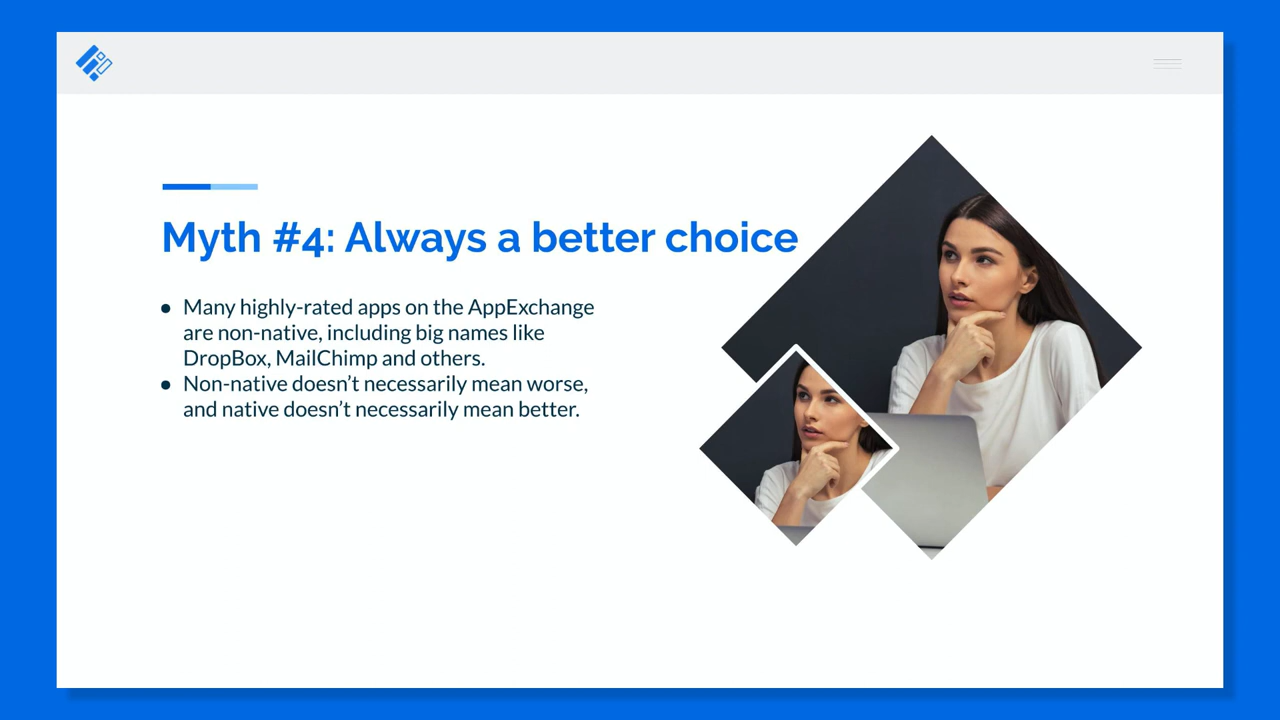 Myth #4: Always a better choice
● Many highly-rated apps on the AppExchange
are non-native, including big names like
DropBox, MailChimp and others.
● Non-native doesn’t necessarily mean worse,
and native doesn’t necessarily mean better.